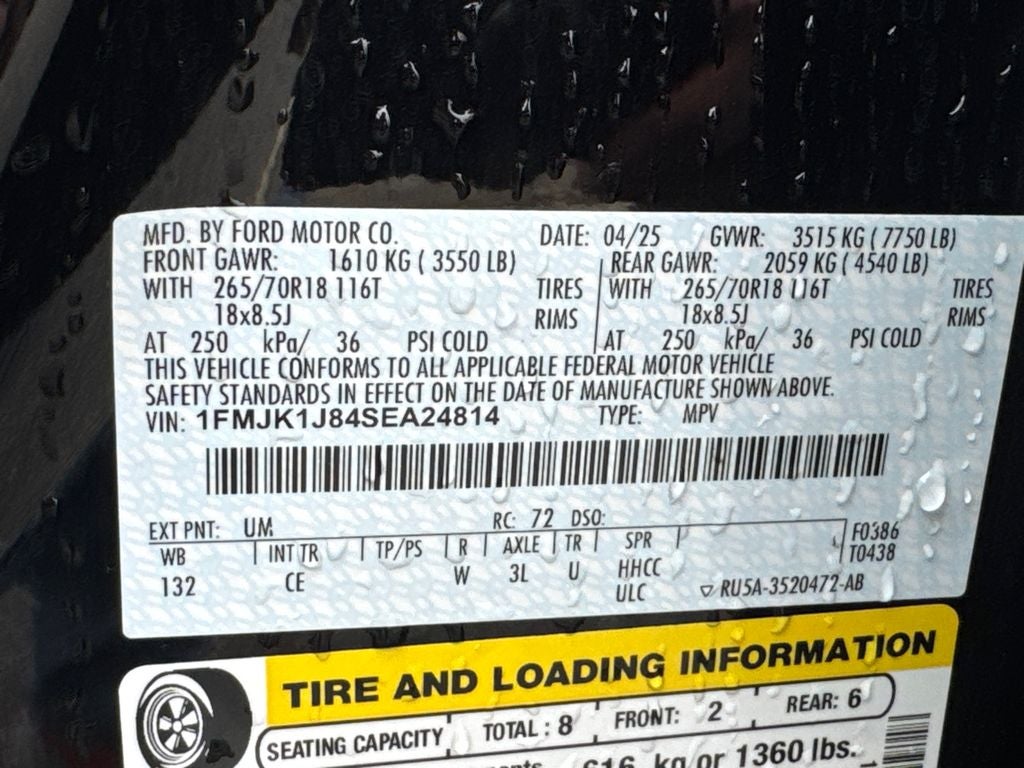 MFD. BY FORD MOTOR CO. DATE: 04/25 GVWR: 3515 KG ( 7750 LB)
FRONT GAWR: 1610 KG ( 3550 LB) REAR GAWR: 2059 KG ( 4540 LB)
WITH 265/70R18 116T TIRES WITH 265/70R18 116T TIRES
18x8.5J RIMS 18x8.5J RIMS
AT 250 kPa/ 36 PSI COLD AT 250 kPa/ 36 PSI COLD
THIS VEHICLE CONFORMS TO ALL APPLICABLE FEDERAL MOTOR VEHICLE
SAFETY STANDARDS IN EFFECT ON THE DATE OF MANUFACTURE SHOWN ABOVE.
VIN: 1FMJK1J84SEA24814 TYPE: MPV
EXT PNT: UM RC: 72 DSO:
WB INT TR TP/PS R AXLE TR SPR F0386
T0438
132 CE W 3L U HHCC
ULC RU5A-3520472-AB
TIRE AND LOADING INFORMATION
SEATING CAPACITY TOTAL : 8 FRONT: 2 REAR: 6
616 kg or 1360 lbs.